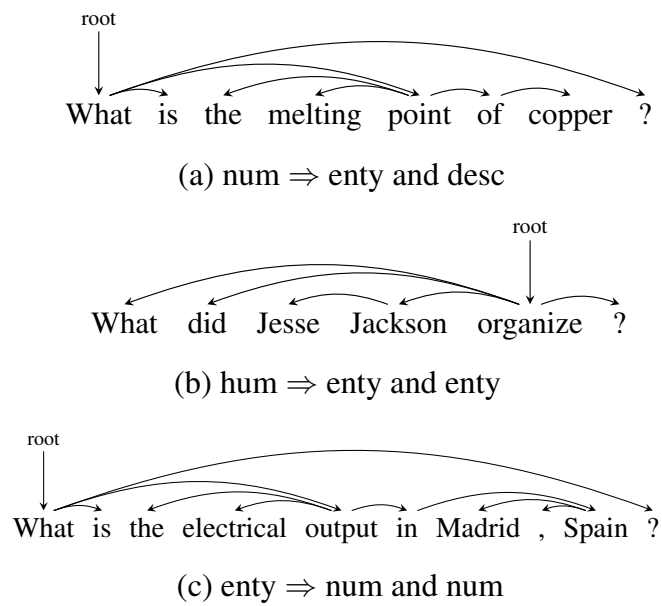 root
What is the melting point of copper ?
(a) num ⇒ enty and desc
root
What did Jesse Jackson organize ?
(b) hum ⇒ enty and enty
root
What is the electrical output in Madrid , Spain ?
(c) enty ⇒ num and num